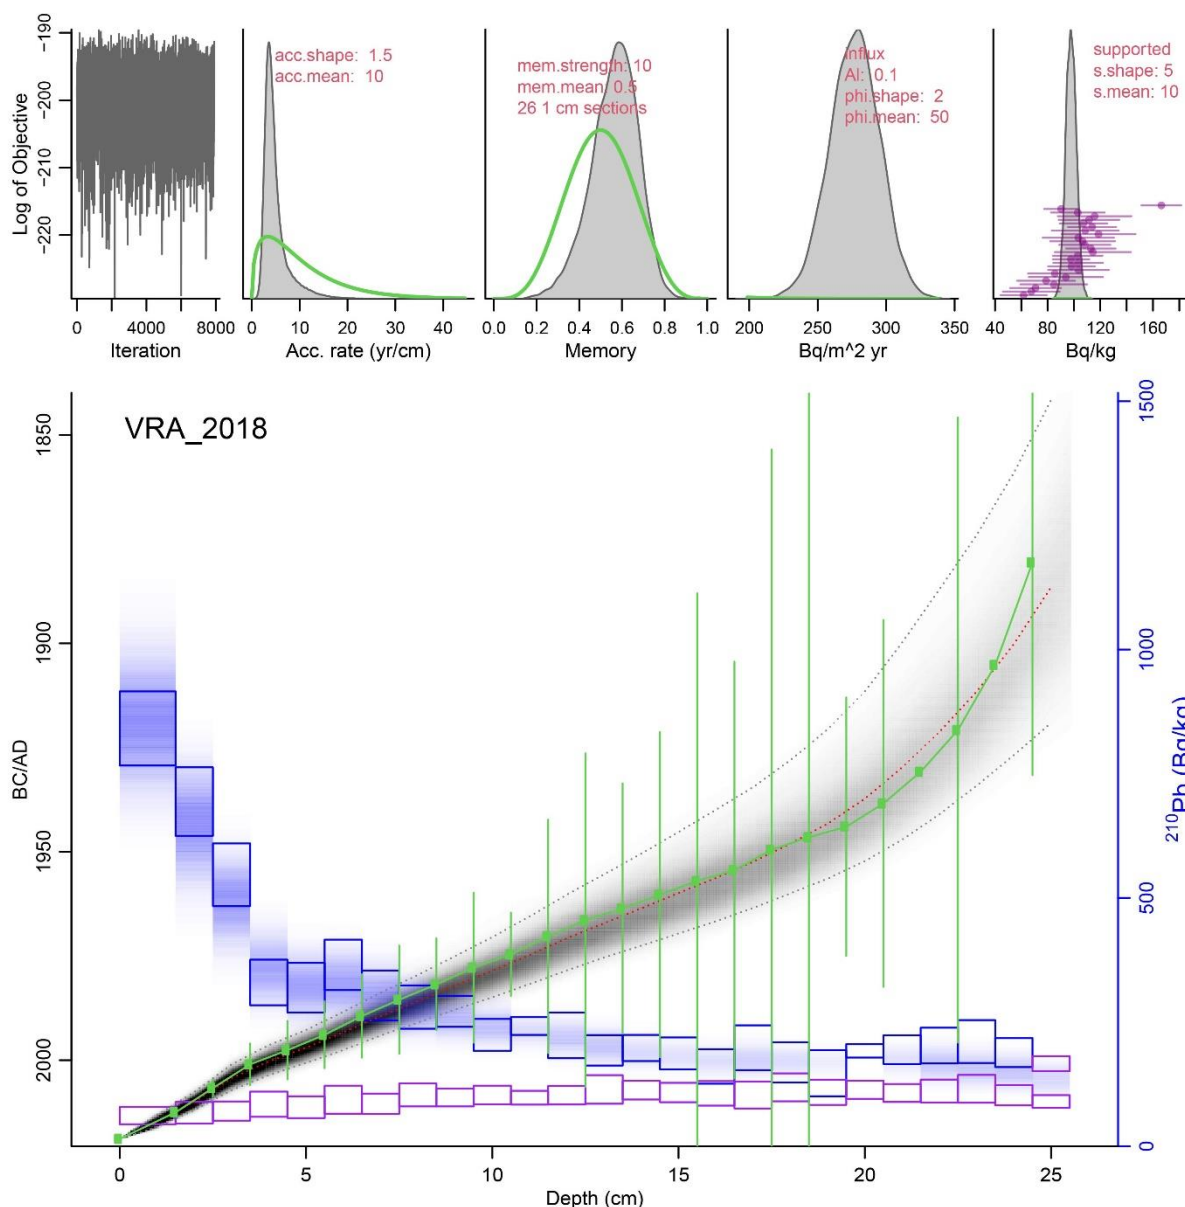 -190
-200
-210
-220
Log of Objective
0 4000 8000
Iteration
acc.shape: 1.5
acc.mean: 10
0 10 20 30 40
Acc. rate (yr/cm)
mem.strength: 10
mem.mean: 0.5
26 1 cm sections
0.0 0.2 0.4 0.6 0.8 1.0
Memory
influx
Al: 0.1
phi.shape: 2
phi.mean: 50
200 250 300 350
Bq/m^2 yr
supported
s.shape: 5
s.mean: 10
40 80 120 160
Bq/kg
VRA_2018
1850
1900
1950
2000
BC/AD
0 5 10 15 20 25
Depth (cm)
1500
1000
500
0
²¹⁰Pb (Bq/kg)